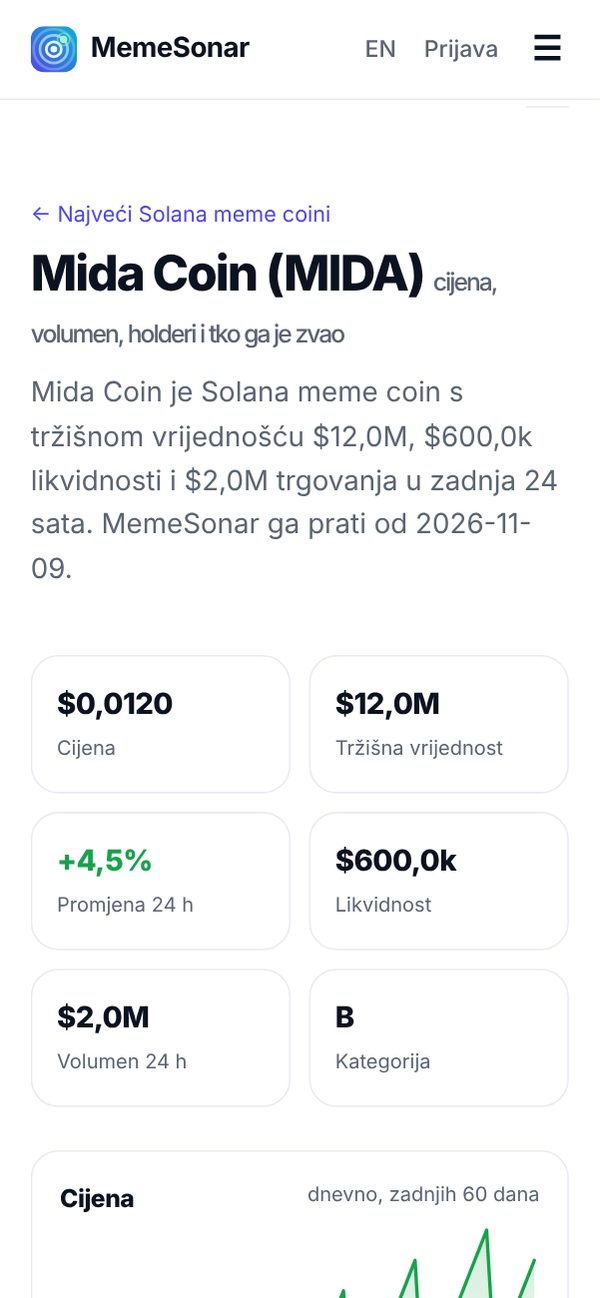 MemeSonar EN Prijava
← Najveći Solana meme coini
Mida Coin (MIDA) cijena,
volumen, holderi i tko ga je zvao
Mida Coin je Solana meme coin s
tržišnom vrijednošću $12,0M, $600,0k
likvidnosti i $2,0M trgovanja u zadnja 24
sata. MemeSonar ga prati od 2026-11-
09.
$0,0120
Cijena
$12,0M
Tržišna vrijednost
+4,5%
Promjena 24 h
$600,0k
Likvidnost
$2,0M
Volumen 24 h
B
Kategorija
Cijena
dnevno, zadnjih 60 dana